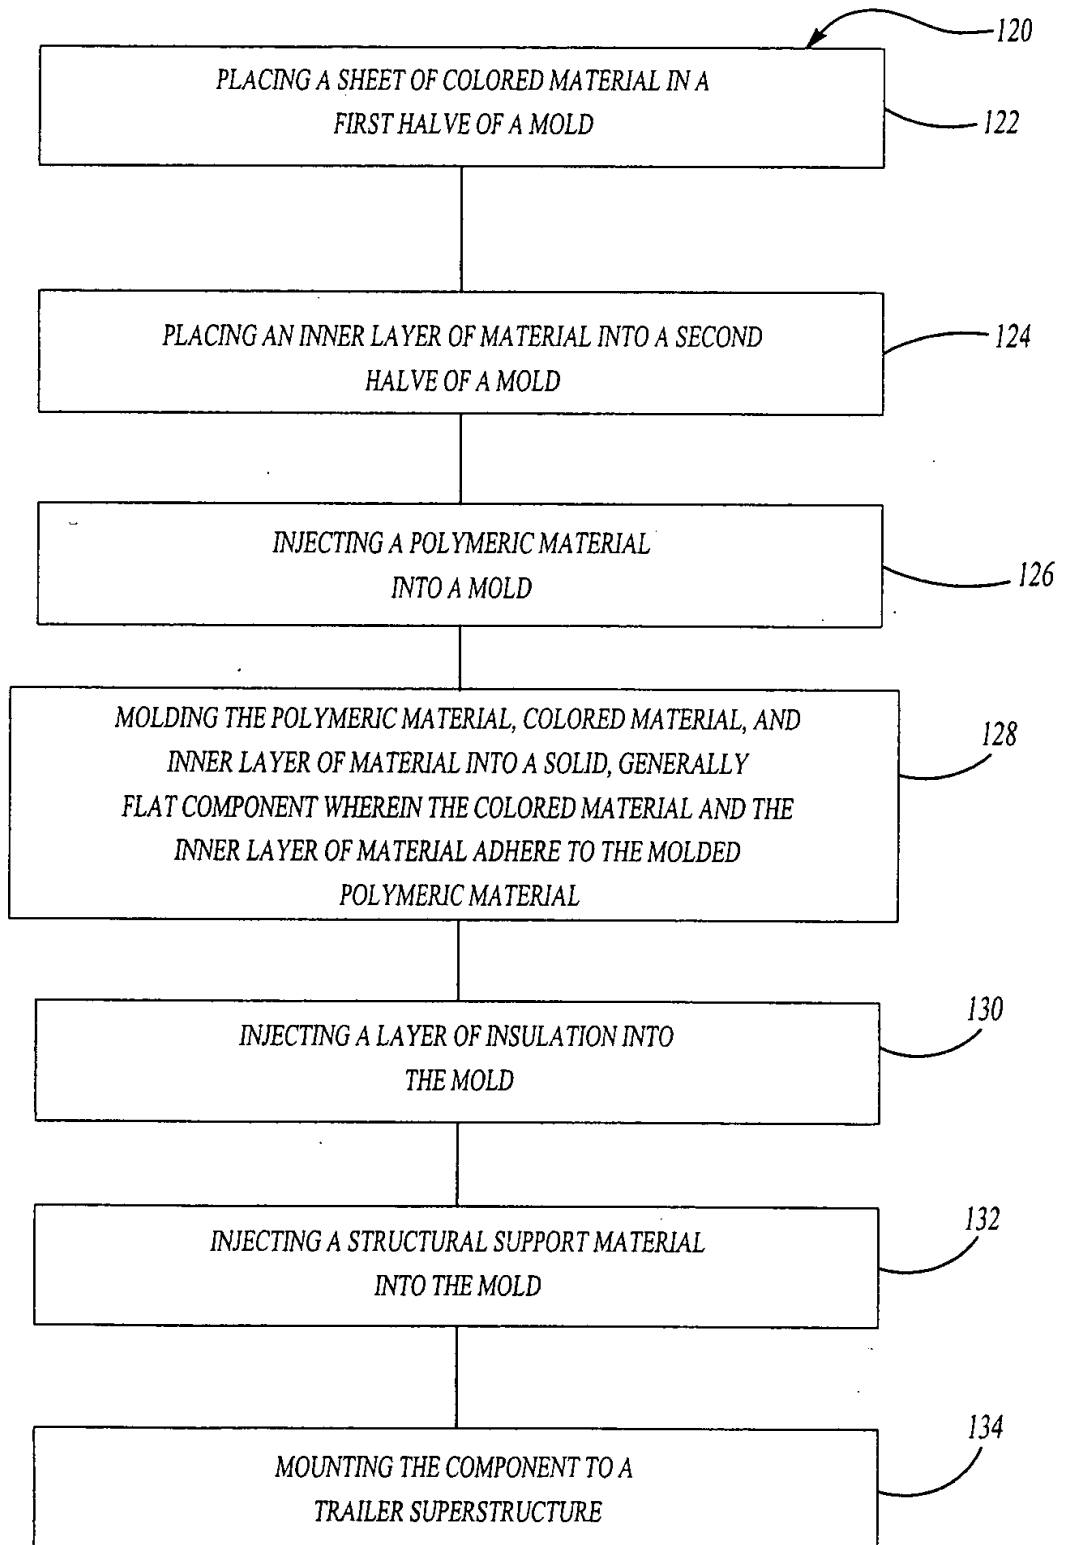 120
PLACING A SHEET OF COLORED MATERIAL IN A
FIRST HALVE OF A MOLD
122
PLACING AN INNER LAYER OF MATERIAL INTO A SECOND
HALVE OF A MOLD
124
INJECTING A POLYMERIC MATERIAL
INTO A MOLD
126
MOLDING THE POLYMERIC MATERIAL, COLORED MATERIAL, AND
INNER LAYER OF MATERIAL INTO A SOLID, GENERALLY
FLAT COMPONENT WHEREIN THE COLORED MATERIAL AND THE
INNER LAYER OF MATERIAL ADHERE TO THE MOLDED
POLYMERIC MATERIAL
128
INJECTING A LAYER OF INSULATION INTO
THE MOLD
130
INJECTING A STRUCTURAL SUPPORT MATERIAL
INTO THE MOLD
132
MOUNTING THE COMPONENT TO A
TRAILER SUPERSTRUCTURE
134